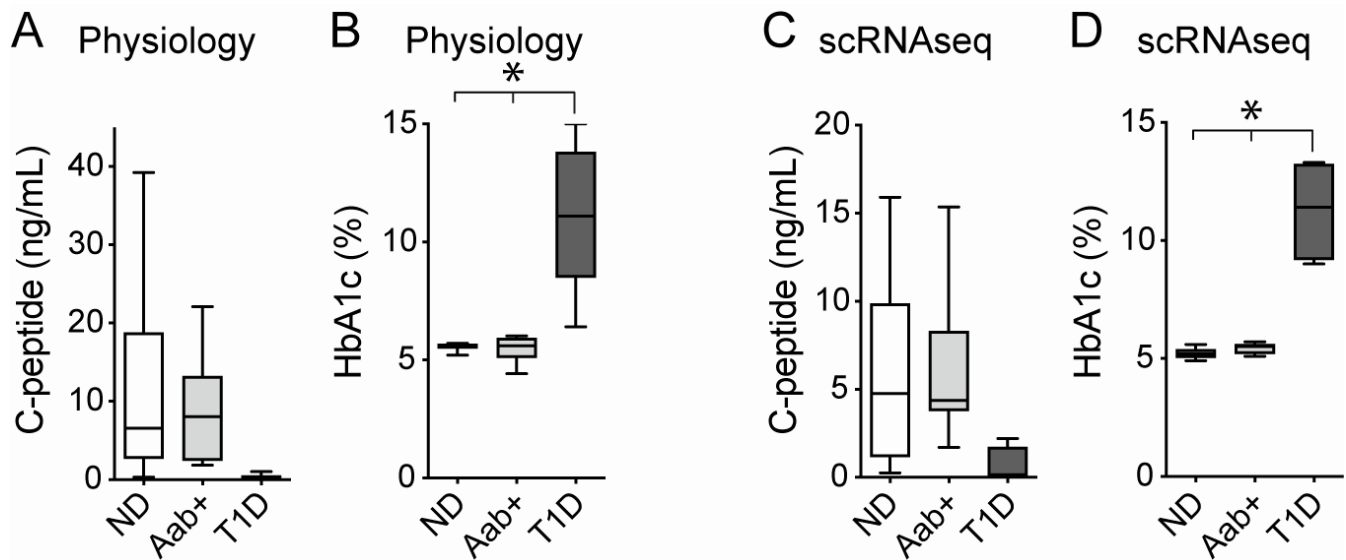 A Physiology
C-peptide (ng/mL)
40
30
20
10
0
ND
Aab+
T1D
B Physiology
*
HbA1c (%)
15
10
5
0
ND
Aab+
T1D
C scRNAseq
C-peptide (ng/mL)
20
15
10
5
0
ND
Aab+
T1D
D scRNAseq
*
HbA1c (%)
15
10
5
0
ND
Aab+
T1D